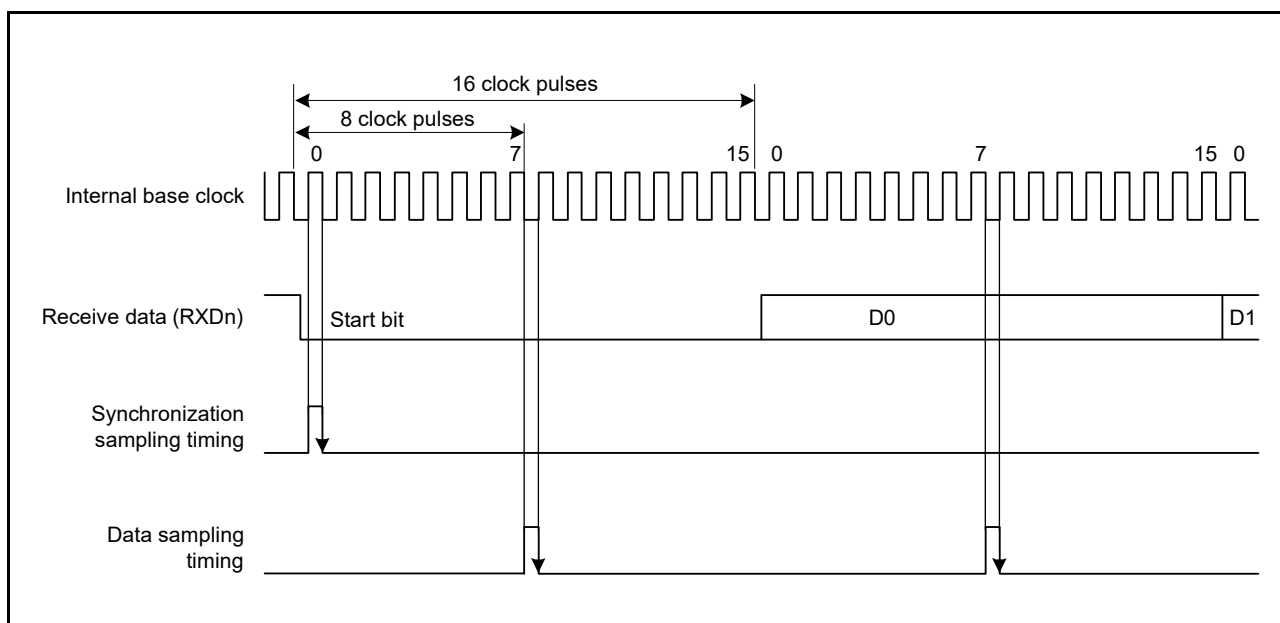 16 clock pulses
8 clock pulses
0 7 15 0 7 15 0
Internal base clock
Receive data (RXDn)
Start bit
D0
D1
Synchronization
sampling timing
Data sampling
timing